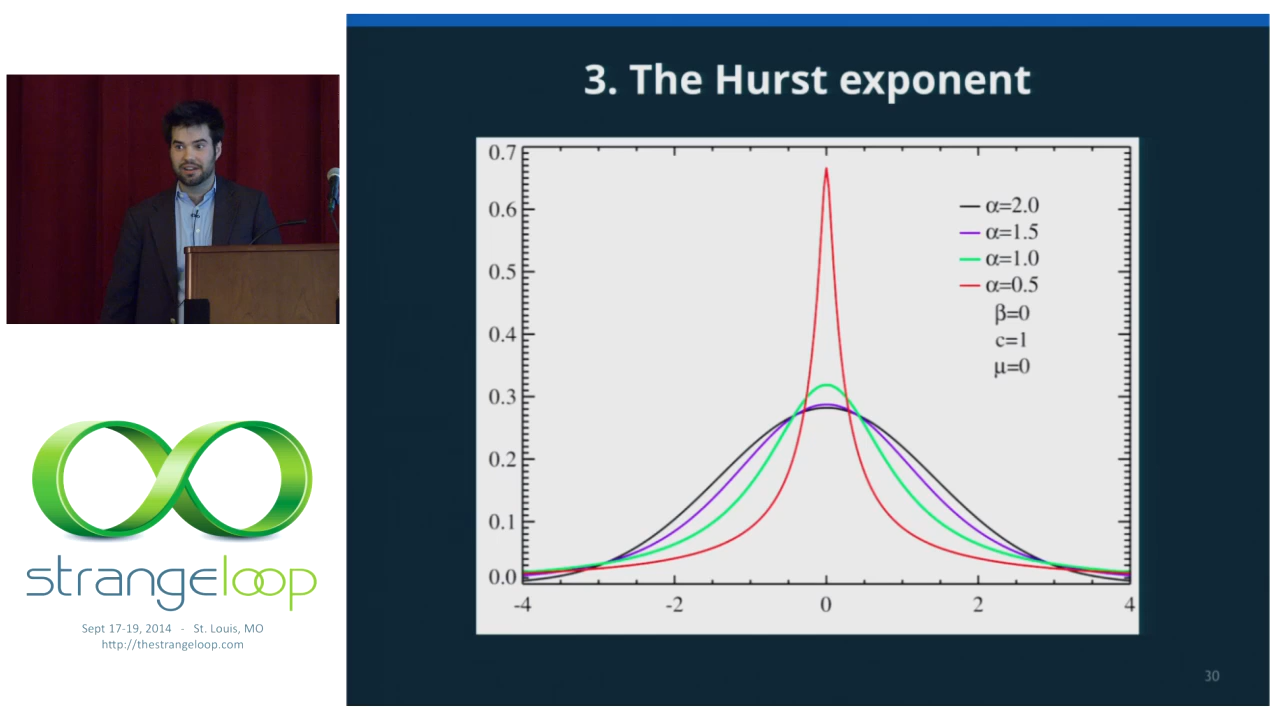 3. The Hurst exponent
0.7
0.6
0.5
0.4
0.3
0.2
0.1
0.0
-4
-2
0
2
4
α=2.0
α=1.5
α=1.0
α=0.5
β=0
c=1
μ=0
30
strangeloop
Sept 17-19, 2014 - St. Louis, MO
http://thestrangeloop.com